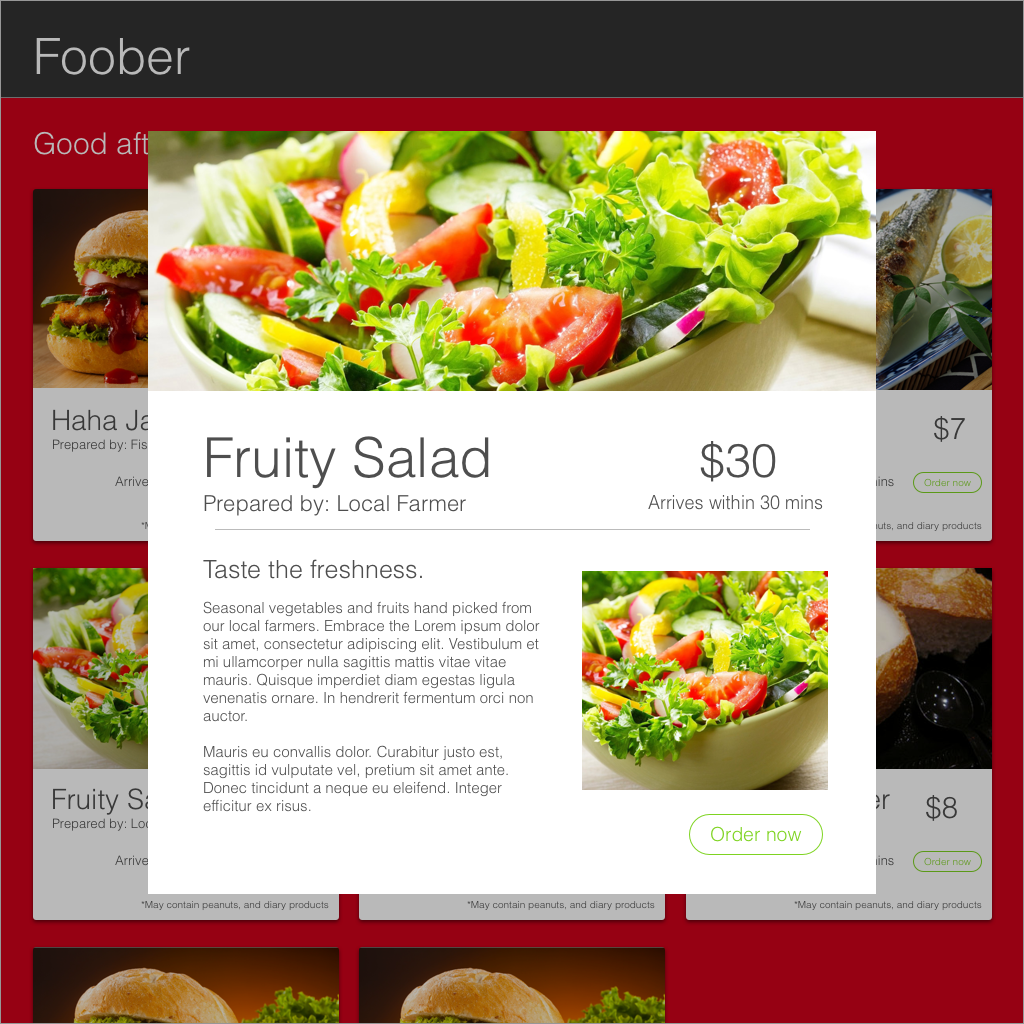 Foober
Good aft
Haha Ja
Prepared by: Fis
Arrive
*M
$7
mins
Order now
nuts, and diary products
Fruity Salad
Prepared by: Local Farmer
$30
Arrives within 30 mins
Taste the freshness.
Seasonal vegetables and fruits hand picked from
our local farmers. Embrace the Lorem ipsum dolor
sit amet, consectetur adipiscing elit. Vestibulum et
mi ullamcorper nulla sagittis mattis vitae vitae
mauris. Quisque imperdiet diam egestas ligula
venenatis ornare. In hendrerit fermentum orci non
auctor.
Mauris eu convallis dolor. Curabitur justo est,
sagittis id vulputate vel, pretium sit amet ante.
Donec tincidunt a neque eu eleifend. Integer
efficitur ex risus.
Order now
Fruity Sa
Prepared by: Loc
Arrive
*May contain peanuts, and diary products
*May contain peanuts, and diary products
er
$8
mins
Order now
*May contain peanuts, and diary products